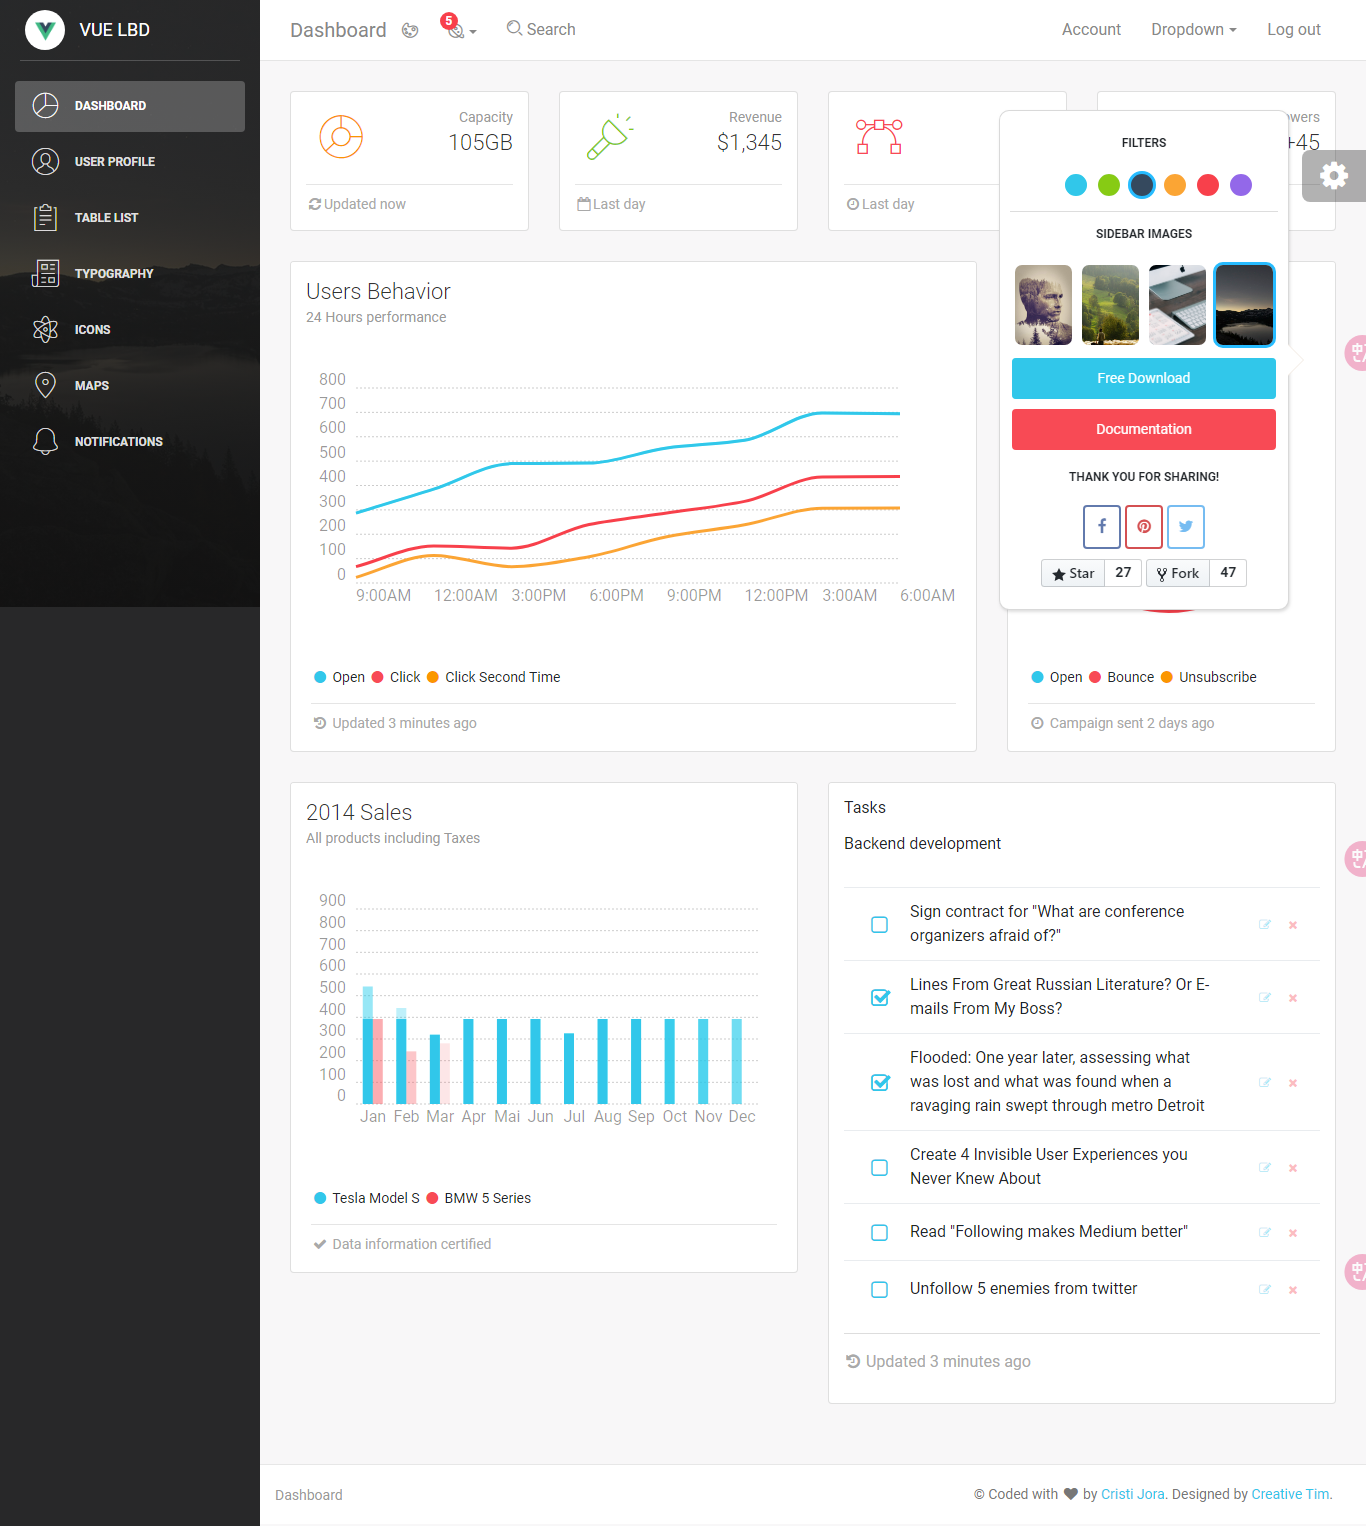 VUE LBD
DASHBOARD
USER PROFILE
TABLE LIST
TYPOGRAPHY
ICONS
MAPS
NOTIFICATIONS
Dashboard
5
Search
Account
Dropdown
Log out
Capacity
105GB
Updated now
Revenue
$1,345
Last day
Last day
+45
FILTERS
SIDEBAR IMAGES
Free Download
Documentation
THANK YOU FOR SHARING!
Star 27 Fork 47
Users Behavior
24 Hours performance
800
700
600
500
400
300
200
100
0
9:00AM 12:00AM 3:00PM 6:00PM 9:00PM 12:00PM 3:00AM 6:00AM
Open Click Click Second Time
Updated 3 minutes ago
Open Bounce Unsubscribe
Campaign sent 2 days ago
2014 Sales
All products including Taxes
900
800
700
600
500
400
300
200
100
0
Jan Feb Mar Apr Mai Jun Jul Aug Sep Oct Nov Dec
Tesla Model S BMW 5 Series
Data information certified
Tasks
Backend development
Sign contract for "What are conference
organizers afraid of?"
Lines From Great Russian Literature? Or E-
mails From My Boss?
Flooded: One year later, assessing what
was lost and what was found when a
ravaging rain swept through metro Detroit
Create 4 Invisible User Experiences you
Never Knew About
Read "Following makes Medium better"
Unfollow 5 enemies from twitter
Updated 3 minutes ago
Dashboard
© Coded with by Cristi Jora. Designed by Creative Tim.